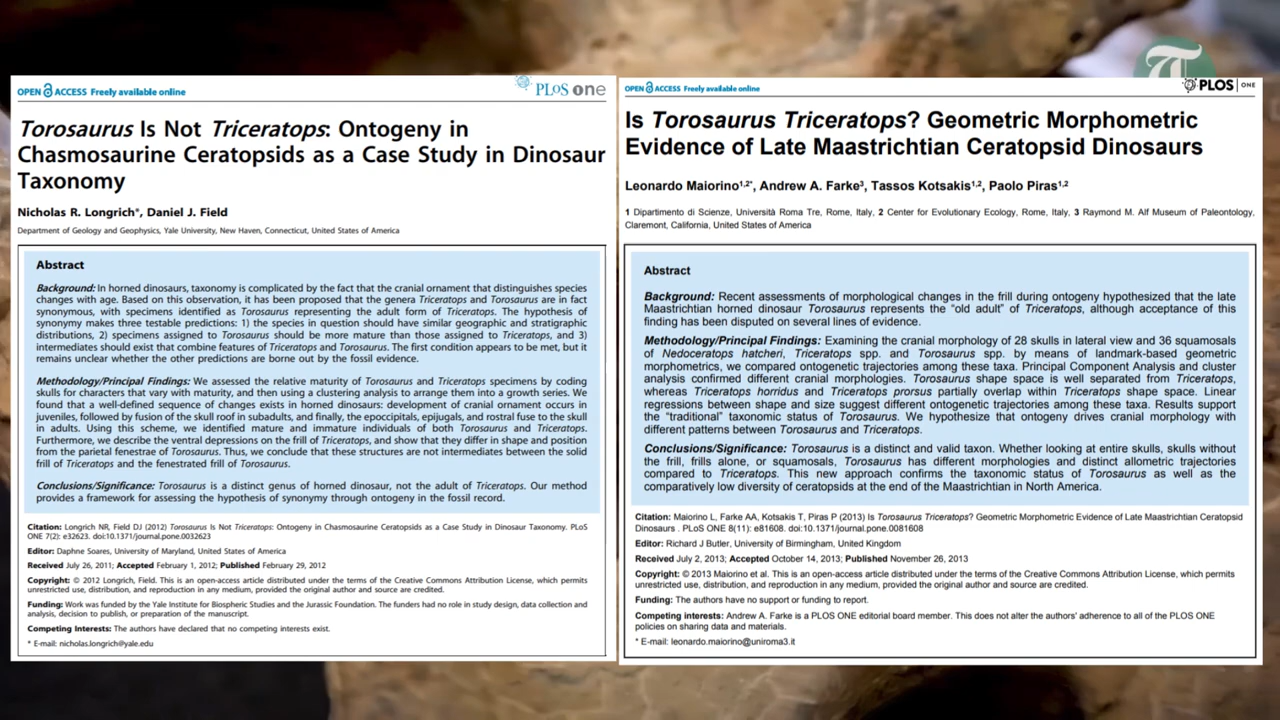 OPEN ACCESS Freely available online
PLoS one
Torosaurus Is Not Triceratops: Ontogeny in
Chasmosaurine Ceratopsids as a Case Study in Dinosaur
Taxonomy
Nicholas R. Longrich*, Daniel J. Field
Department of Geology and Geophysics, Yale University, New Haven, Connecticut, United States of America
Abstract
Background: In horned dinosaurs, taxonomy is complicated by the fact that the cranial ornament that distinguishes species
changes with age. Based on this observation, it has been proposed that the genera Triceratops and Torosaurus are in fact
synonymous, with specimens identified as Torosaurus representing the adult form of Triceratops. The hypothesis of
synonymy makes three testable predictions: 1) the species in question should have similar geographic and stratigraphic
distributions, 2) specimens assigned to Torosaurus should be more mature than those assigned to Triceratops, and 3)
intermediates should exist that combine features of Triceratops and Torosaurus. The first condition appears to be met, but it
remains unclear whether the other predictions are borne out by the fossil evidence.
Methodology/Principal Findings: We assessed the relative maturity of Torosaurus and Triceratops specimens by coding
skulls for characters that vary with maturity, and then using a clustering analysis to arrange them into a growth series. We
found that a well-defined sequence of changes exists in horned dinosaurs: development of cranial ornament occurs in
juveniles, followed by fusion of the skull roof in subadults, and finally, the epoccipitals, epijugals, and rostral fuse to the skull
in adults. Using this scheme, we identified mature and immature individuals of both Torosaurus and Triceratops.
Furthermore, we describe the ventral depressions on the frill of Triceratops, and show that they differ in shape and position
from the parietal fenestrae of Torosaurus. Thus, we conclude that these structures are not intermediates between the solid
frill of Triceratops and the fenestrated frill of Torosaurus.
Conclusions/Significance: Torosaurus is a distinct genus of horned dinosaur, not the adult of Triceratops. Our method
provides a framework for assessing the hypothesis of synonymy through ontogeny in the fossil record.
Citation: Longrich NR, Field DJ (2012) Torosaurus Is Not Triceratops: Ontogeny in Chasmosaurine Ceratopsids as a Case Study in Dinosaur Taxonomy. PLoS
ONE 7(2): e32623. doi:10.1371/journal.pone.0032623
Editor: Daphne Soares, University of Maryland, United States of America
Received July 26, 2011; Accepted February 1, 2012; Published February 29, 2012
Copyright: © 2012 Longrich, Field. This is an open-access article distributed under the terms of the Creative Commons Attribution License, which permits
unrestricted use, distribution, and reproduction in any medium, provided the original author and source are credited.
Funding: Work was funded by the Yale Institute for Biospheric Studies and the Jurassic Foundation. The funders had no role in study design, data collection and
analysis, decision to publish, or preparation of the manuscript.
Competing Interests: The authors have declared that no competing interests exist.
* E-mail: nicholas.longrich@yale.edu
OPEN ACCESS Freely available online
PLOS | ONE
Is Torosaurus Triceratops? Geometric Morphometric
Evidence of Late Maastrichtian Ceratopsid Dinosaurs
Leonardo Maiorino1,2*, Andrew A. Farke3, Tassos Kotsakis1,2, Paolo Piras1,2
1 Dipartimento di Scienze, Università Roma Tre, Rome, Italy, 2 Center for Evolutionary Ecology, Rome, Italy, 3 Raymond M. Alf Museum of Paleontology,
Claremont, California, United States of America
Abstract
Background: Recent assessments of morphological changes in the frill during ontogeny hypothesized that the late
Maastrichtian horned dinosaur Torosaurus represents the "old adult" of Triceratops, although acceptance of this
finding has been disputed on several lines of evidence.
Methodology/Principal Findings: Examining the cranial morphology of 28 skulls in lateral view and 36 squamosals
of Nedoceratops hatcheri, Triceratops spp. and Torosaurus spp. by means of landmark-based geometric
morphometrics, we compared ontogenetic trajectories among these taxa. Principal Component Analysis and cluster
analysis confirmed different cranial morphologies. Torosaurus shape space is well separated from Triceratops,
whereas Triceratops horridus and Triceratops prorsus partially overlap within Triceratops shape space. Linear
regressions between shape and size suggest different ontogenetic trajectories among these taxa. Results support
the "traditional" taxonomic status of Torosaurus. We hypothesize that ontogeny drives cranial morphology with
different patterns between Torosaurus and Triceratops.
Conclusions/Significance: Torosaurus is a distinct and valid taxon. Whether looking at entire skulls, skulls without
the frill, frills alone, or squamosals, Torosaurus has different morphologies and distinct allometric trajectories
compared to Triceratops. This new approach confirms the taxonomic status of Torosaurus as well as the
comparatively low diversity of ceratopsids at the end of the Maastrichtian in North America.
Citation: Maiorino L, Farke AA, Kotsakis T, Piras P (2013) Is Torosaurus Triceratops? Geometric Morphometric Evidence of Late Maastrichtian Ceratopsid
Dinosaurs . PLoS ONE 8(11): e81608. doi:10.1371/journal.pone.0081608
Editor: Richard J Butler, University of Birmingham, United Kingdom
Received July 2, 2013; Accepted October 14, 2013; Published November 26, 2013
Copyright: © 2013 Maiorino et al. This is an open-access article distributed under the terms of the Creative Commons Attribution License, which permits
unrestricted use, distribution, and reproduction in any medium, provided the original author and source are credited.
Funding: The authors have no support or funding to report.
Competing interests: Andrew A. Farke is a PLOS ONE editorial board member. This does not alter the authors' adherence to all of the PLOS ONE
policies on sharing data and materials.
* E-mail: leonardo.maiorino@uniroma3.it